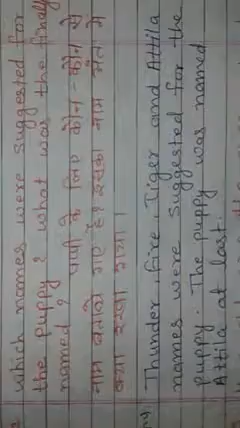 which names were suggested for
the puppy ? what was the finaly
named ?
पप्पी के लिए कौन - कौन से
नाम बताये गए हैं? इसका नाम अंत में
क्या रखा गया।
Thunder, fire, Tiger and Attila
names were suggested for the
puppy. The puppy was named
Attila at last.